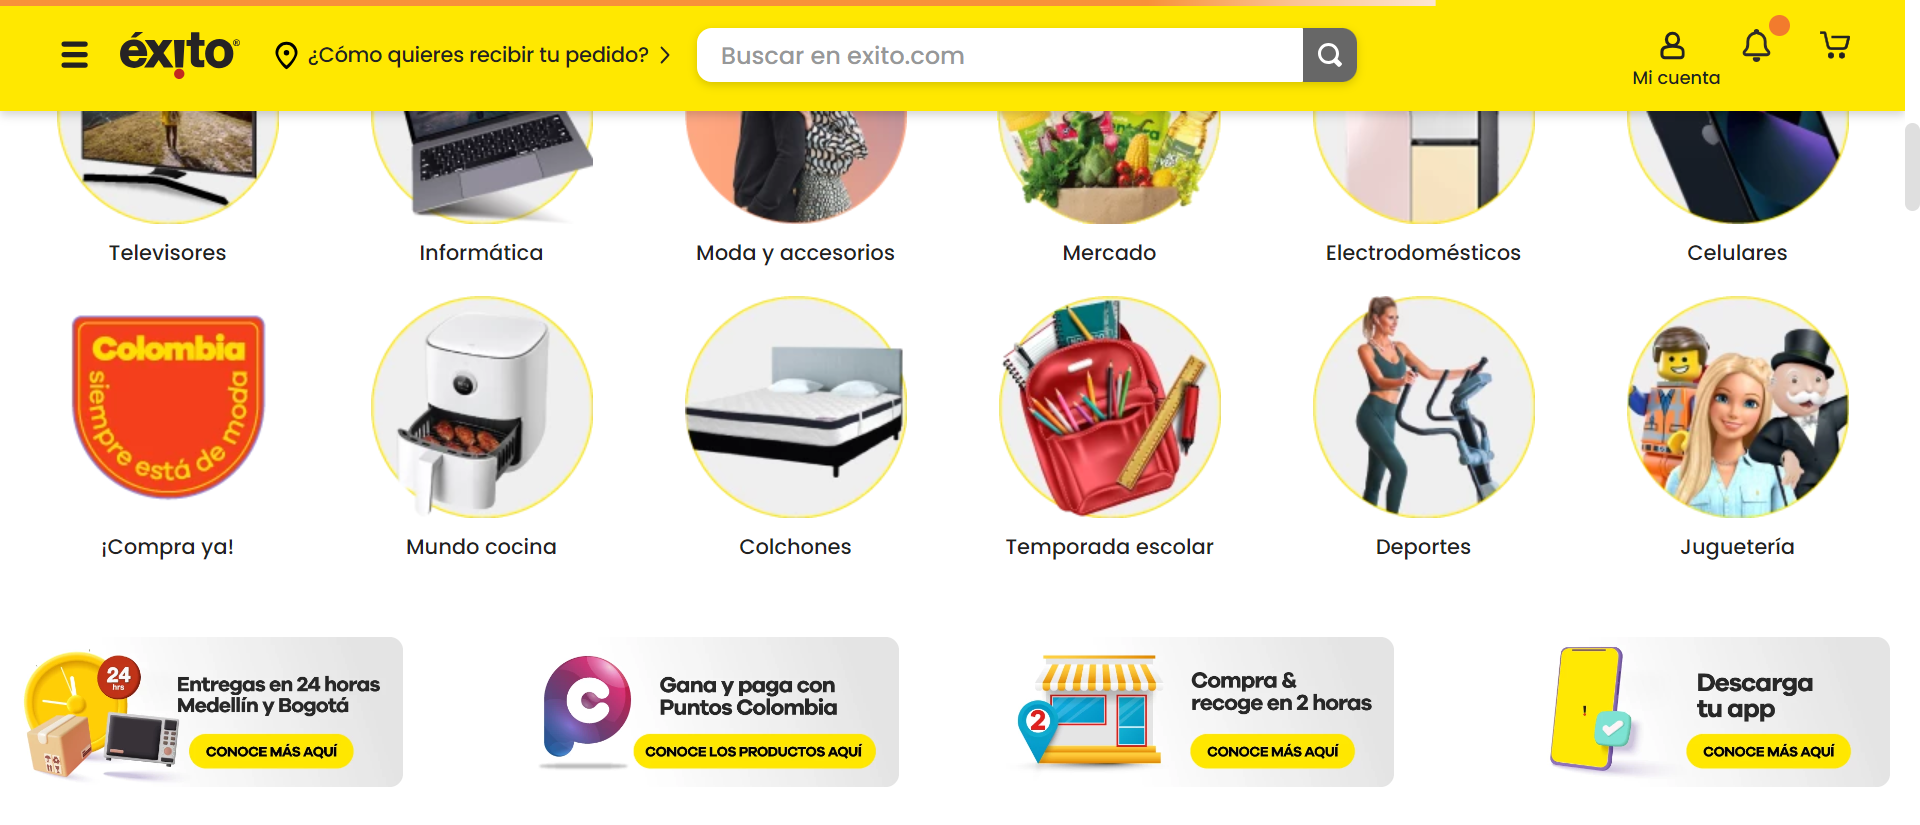 éxito®
¿Cómo quieres recibir tu pedido?
Buscar en exito.com
Mi cuenta
Televisores
Informática
Moda y accesorios
Mercado
Electrodomésticos
Celulares
Colombia
siempre está de moda
¡Compra ya!
Mundo cocina
Colchones
Temporada escolar
Deportes
Juguetería
24
hrs
Entregas en 24 horas
Medellín y Bogotá
CONOCE MÁS AQUÍ
Gana y paga con
Puntos Colombia
CONOCE LOS PRODUCTOS AQUÍ
2
Compra &
recoge en 2 horas
CONOCE MÁS AQUÍ
Descarga
tu app
CONOCE MÁS AQUÍ